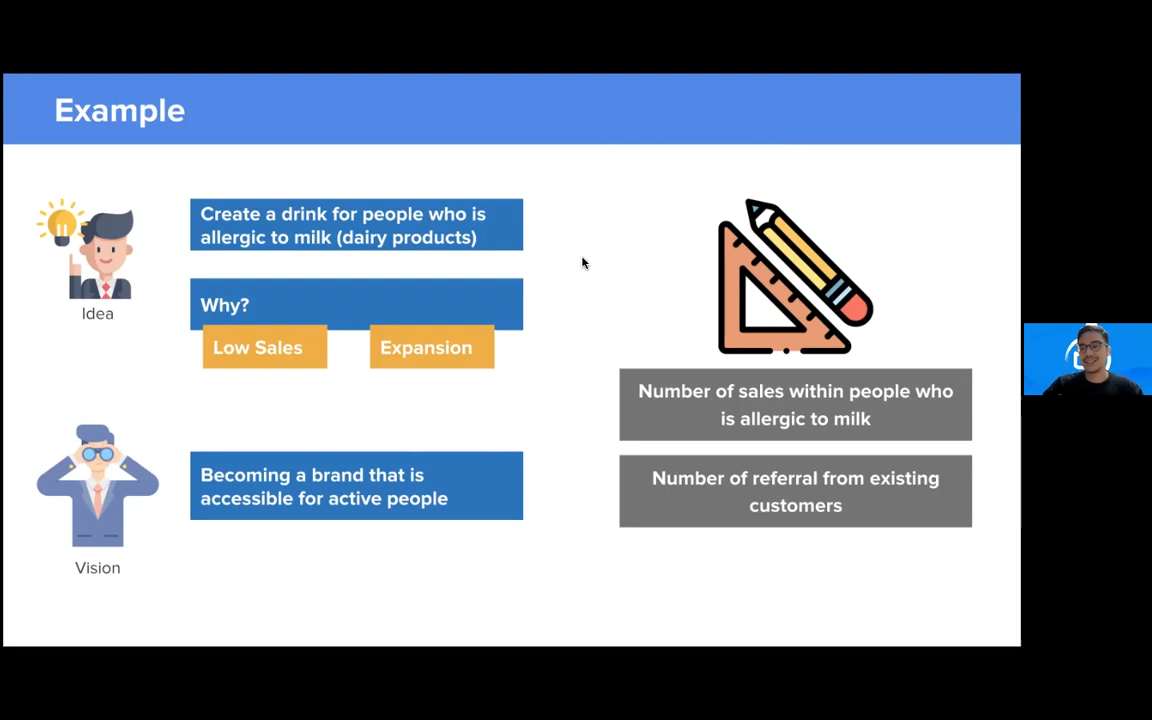 Example
Create a drink for people who is
allergic to milk (dairy products)
Idea
Why?
Low Sales
Expansion
Becoming a brand that is
accessible for active people
Vision
Number of sales within people who
is allergic to milk
Number of referral from existing
customers